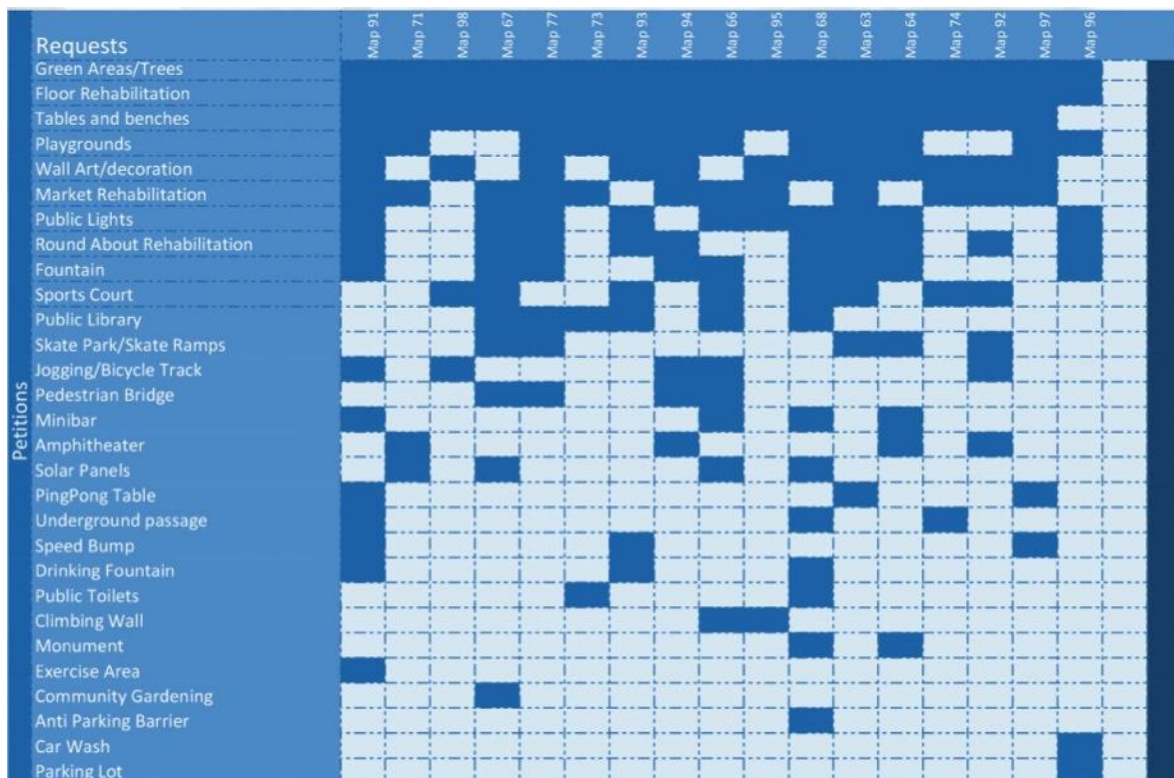 Requests
Map 91
Map 71
Map 98
Map 67
Map 77
Map 73
Map 93
Map 94
Map 66
Map 95
Map 68
Map 63
Map 64
Map 74
Map 92
Map 97
Map 96
Petitions
Green Areas/Trees
Floor Rehabilitation
Tables and benches
Playgrounds
Wall Art/decoration
Market Rehabilitation
Public Lights
Round About Rehabilitation
Fountain
Sports Court
Public Library
Skate Park/Skate Ramps
Jogging/Bicycle Track
Pedestrian Bridge
Minibar
Amphitheater
Solar Panels
PingPong Table
Underground passage
Speed Bump
Drinking Fountain
Public Toilets
Climbing Wall
Monument
Exercise Area
Community Gardening
Anti Parking Barrier
Car Wash
Parking Lot